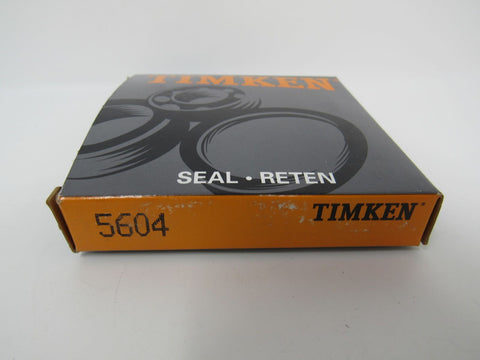 TIMKEN
SEAL • RETEN
5604 TIMKEN